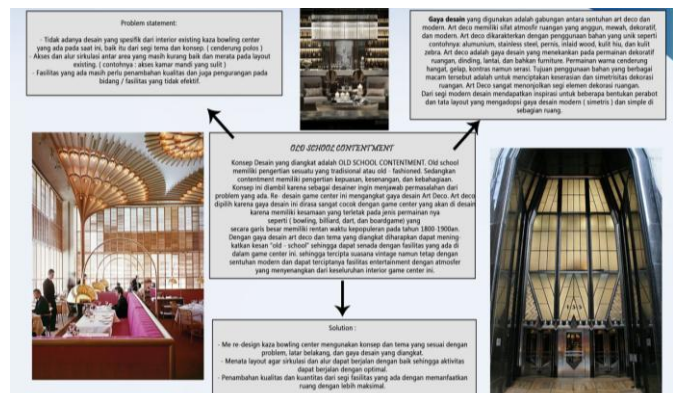 Problem statement:
- Tidak adanya desain yang spesifik dari interior existing kaza bowling center
yang ada pada saat ini, baik itu dari segi tema dan konsep. ( cenderung polos )
- Akses dan alur sirkulasi antar area yang masih kurang baik dan merata pada layout
existing. ( contohnya : akses kamar mandi yang sulit )
- Fasilitas yang ada masih perlu penambahan kualitas dan juga pengurangan pada
bidang / fasilitas yang tidak efektif.
Gaya desain yang digunakan adalah gabungan antara sentuhan art deco dan
modern. Art deco memiliki sifat atmosfir ruangan yang anggun, mewah, dekoratif,
dan modern. Art deco dikarakterkan dengan penggunaan bahan yang unik seperti
contohnya: alumunium, stainless steel, pernis, inlaid wood, kulit hiu, dan kulit
zebra. Art deco adalah gaya desain yang menekankan pada permainan dekoratif
ruangan, dinding, lantai, dan bahkan furniture. Permainan warna cenderung
hangat, gelap, kontras namun serasi. Tujuan penggunaan bahan yang berbagai
macam tersebut adalah untuk menciptakan keserasian dan simetrisitas dekorasi
ruangan. Art Deco sangat menonjolkan segi elemen dekorasi ruangan.
Dari segi modern desain mendapatkan inspirasi untuk beberapa bentukan perabot
dan tata layout yang mengadopsi gaya desain modern ( simetris ) dan simple di
sebagian ruang.
OLD SCHOOL CONTENTMENT
Konsep Desain yang diangkat adalah OLD SCHOOL CONTENTMENT. Old school
memiliki pengertian sesuatu yang tradisional atau old - fashioned. Sedangkan
contentment memiliki pengertian kepuasan, kesenangan, dan kebahagiaan.
Konsep ini diambil karena sebagai desainer ingin menjawab permasalahan dari
problem yang ada. Re- desain game center ini mengangkat gaya desain Art Deco. Art deco
dipilih karena gaya desain ini dirasa sangat cocok dengan game center yang akan di desain
karena memiliki kesamaan yang terletak pada jenis permainan nya
seperti ( bowling, billiard, dart, dan boardgame) yang
secara garis besar memiliki rentan waktu kepopuleran pada tahun 1800-1900an.
Dengan gaya desain art deco dan tema yang diangkat diharapkan dapat mening-
katkan kesan "old - school" sehingga dapat senada dengan fasilitas yang ada di
dalam game center ini. sehingga tercipta suasana vintage namun tetap dengan
sentuhan modern dan dapat terciptanya fasilitas entertainment dengan atmosfer
yang menyenangkan dari keseluruhan interior game center ini.
Solution :
- Me re-design kaza bowling center mengunakan konsep dan tema yang sesuai dengan
problem, latar belakang, dan gaya desain yang diangkat.
- Menata layout agar sirkulasi dan alur dapat berjalan dengan baik sehingga aktivitas
dapat berjalan dengan optimal.
- Penambahan kualitas dan kuantitas dari segi fasilitas yang ada dengan memanfaatkan
ruang dengan lebih maksimal.